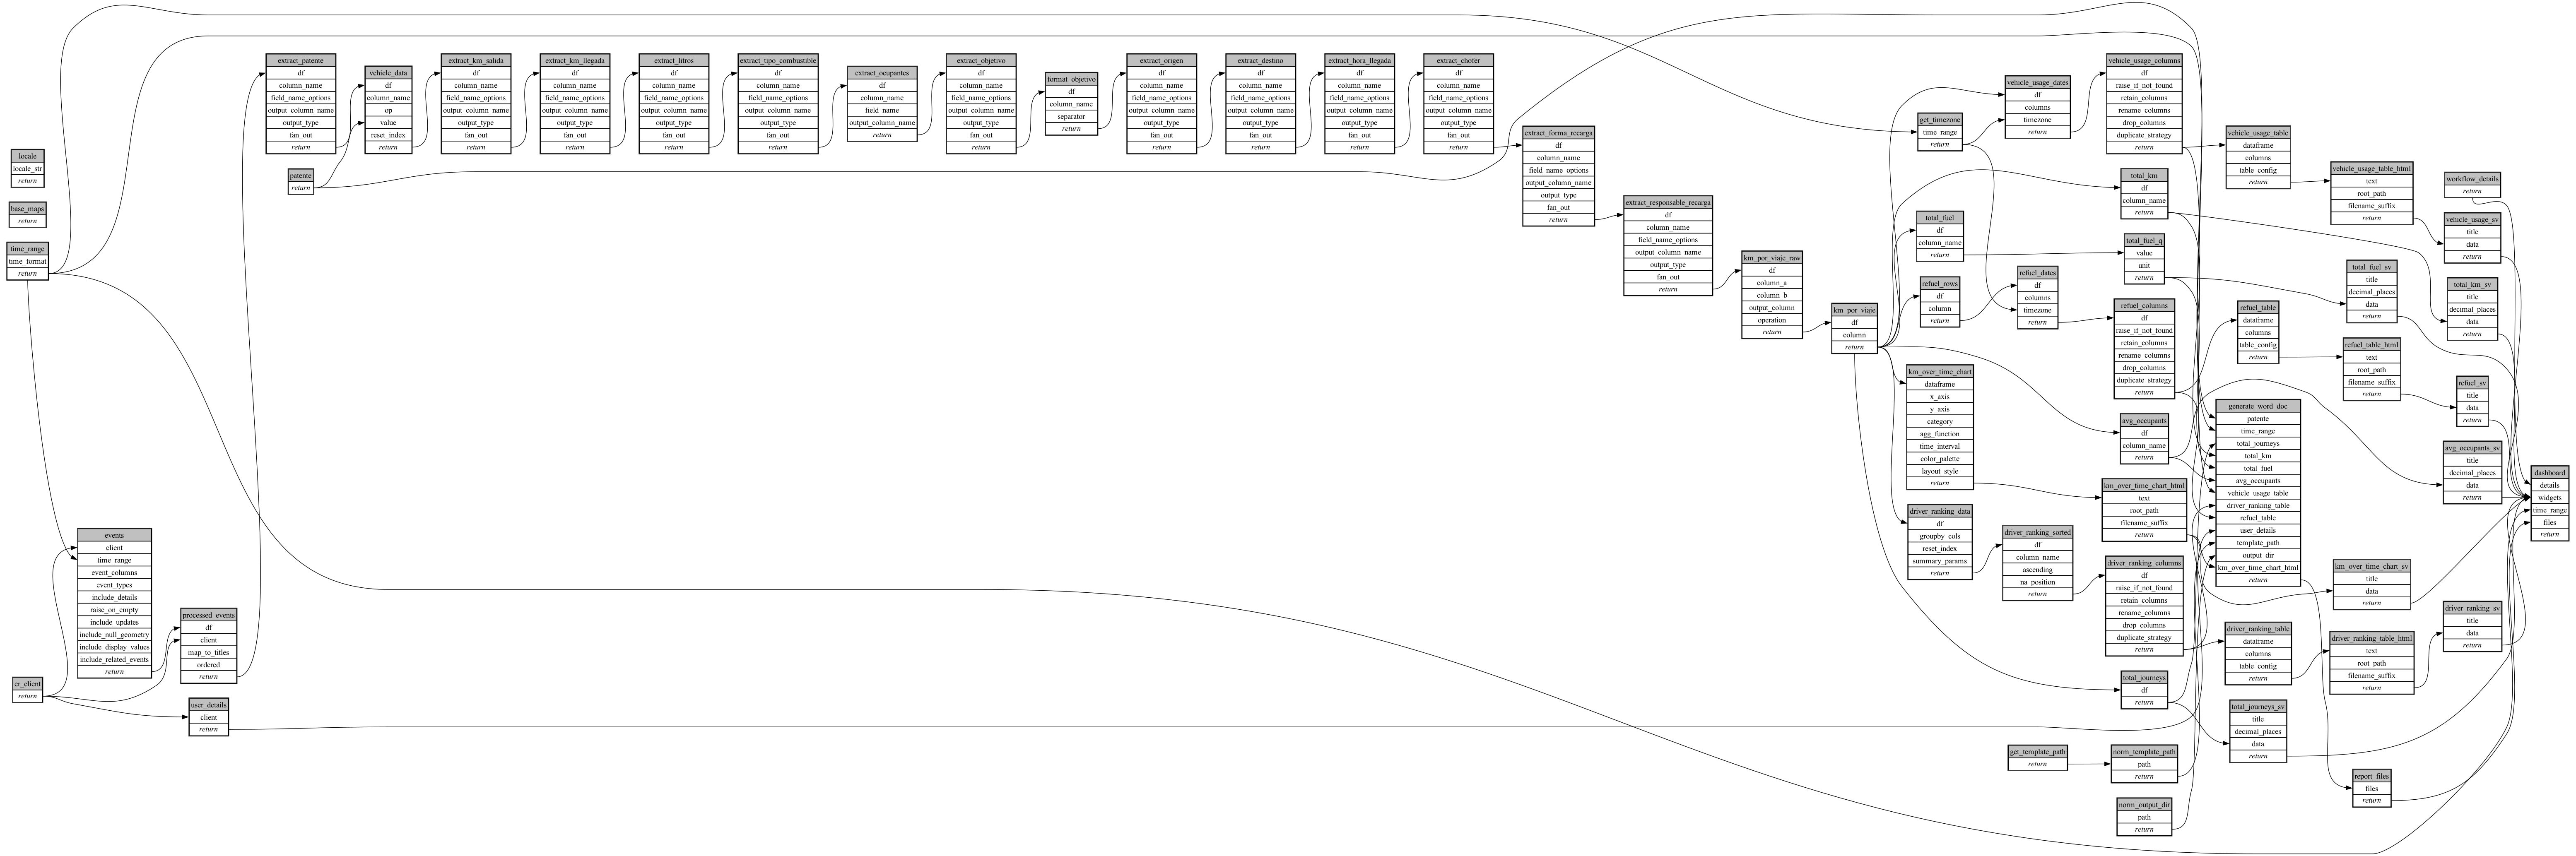 locale
locale_str
return
base_maps
return
time_range
time_format
return
er_client
return
events
client
time_range
event_columns
event_types
include_details
raise_on_empty
include_updates
include_null_geometry
include_display_values
include_related_events
return
processed_events
df
client
map_to_titles
ordered
return
user_details
client
return
extract_patente
df
column_name
field_name_options
output_column_name
output_type
fan_out
return
patente
return
vehicle_data
df
column_name
op
value
reset_index
return
extract_km_salida
df
column_name
field_name_options
output_column_name
output_type
fan_out
return
extract_km_llegada
df
column_name
field_name_options
output_column_name
output_type
fan_out
return
extract_litros
df
column_name
field_name_options
output_column_name
output_type
fan_out
return
extract_tipo_combustible
df
column_name
field_name_options
output_column_name
output_type
fan_out
return
extract_ocupantes
df
column_name
field_name
output_column_name
return
extract_objetivo
df
column_name
field_name_options
output_column_name
output_type
fan_out
return
format_objetivo
df
column_name
separator
return
extract_origen
df
column_name
field_name_options
output_column_name
output_type
fan_out
return
extract_destino
df
column_name
field_name_options
output_column_name
output_type
fan_out
return
extract_hora_llegada
df
column_name
field_name_options
output_column_name
output_type
fan_out
return
extract_chofer
df
column_name
field_name_options
output_column_name
output_type
fan_out
return
extract_forma_recarga
df
column_name
field_name_options
output_column_name
output_type
fan_out
return
extract_responsable_recarga
df
column_name
field_name_options
output_column_name
output_type
fan_out
return
km_por_viaje_raw
df
column_a
column_b
output_column
operation
return
km_por_viaje
df
column
return
get_timezone
time_range
return
total_fuel
df
column_name
return
refuel_rows
df
column
return
km_over_time_chart
dataframe
x_axis
y_axis
category
agg_function
time_interval
color_palette
layout_style
return
driver_ranking_data
df
groupby_cols
reset_index
summary_params
return
vehicle_usage_dates
df
columns
timezone
return
refuel_dates
df
columns
timezone
return
driver_ranking_sorted
df
column_name
ascending
na_position
return
get_template_path
return
vehicle_usage_columns
df
raise_if_not_found
retain_columns
rename_columns
drop_columns
duplicate_strategy
return
total_km
df
column_name
return
total_fuel_q
value
unit
return
refuel_columns
df
raise_if_not_found
retain_columns
rename_columns
drop_columns
duplicate_strategy
return
avg_occupants
df
column_name
return
km_over_time_chart_html
text
root_path
filename_suffix
return
driver_ranking_columns
df
raise_if_not_found
retain_columns
rename_columns
drop_columns
duplicate_strategy
return
total_journeys
df
return
norm_template_path
path
return
norm_output_dir
path
return
vehicle_usage_table
dataframe
columns
table_config
return
refuel_table
dataframe
columns
table_config
return
generate_word_doc
patente
time_range
total_journeys
total_km
total_fuel
avg_occupants
vehicle_usage_table
driver_ranking_table
refuel_table
user_details
template_path
output_dir
km_over_time_chart_html
return
driver_ranking_table
dataframe
columns
table_config
return
total_journeys_sv
title
decimal_places
data
return
vehicle_usage_table_html
text
root_path
filename_suffix
return
total_fuel_sv
title
decimal_places
data
return
refuel_table_html
text
root_path
filename_suffix
return
km_over_time_chart_sv
title
data
return
driver_ranking_table_html
text
root_path
filename_suffix
return
report_files
files
return
workflow_details
return
vehicle_usage_sv
title
data
return
total_km_sv
title
decimal_places
data
return
refuel_sv
title
data
return
avg_occupants_sv
title
decimal_places
data
return
driver_ranking_sv
title
data
return
dashboard
details
widgets
time_range
files
return